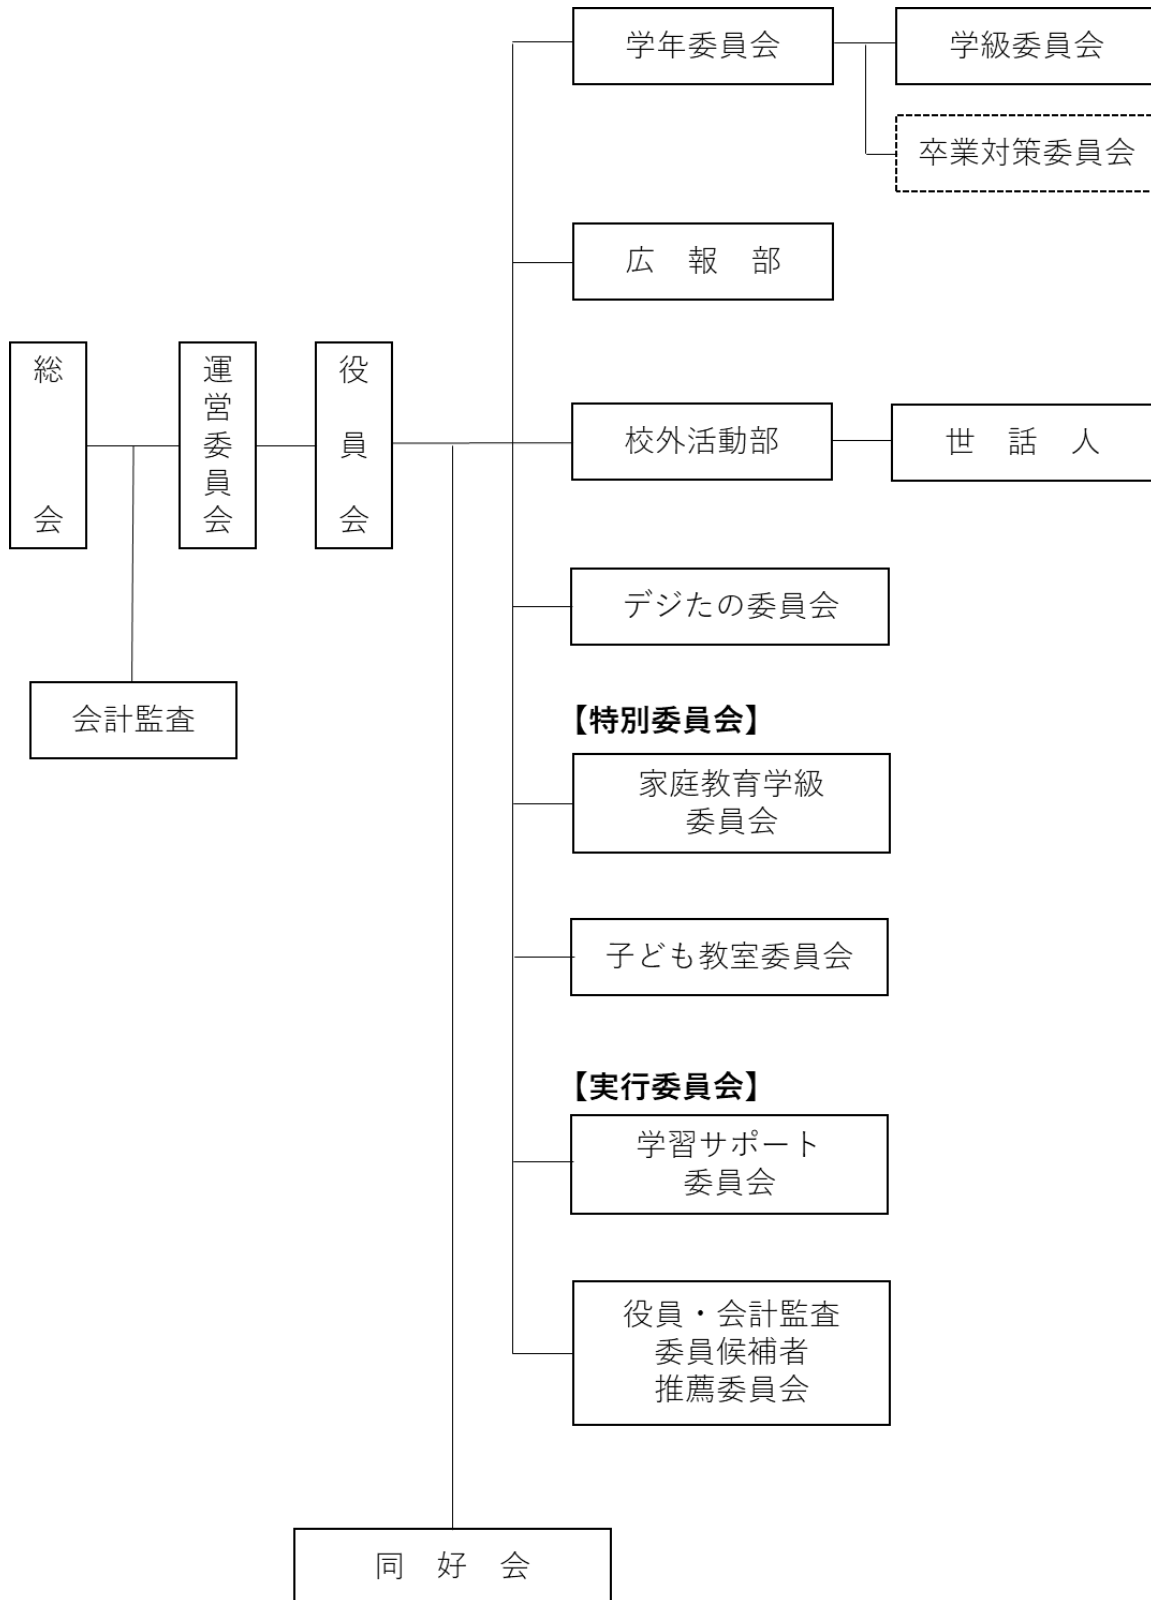 学年委員会
学級委員会
卒業対策委員会
広　報　部
総会
運営委員会
役員会
校外活動部
世　話　人
デジたの委員会
会計監査
【特別委員会】
家庭教育学級
委員会
子ども教室委員会
【実行委員会】
学習サポート
委員会
役員・会計監査
委員候補者
推薦委員会
同　好　会